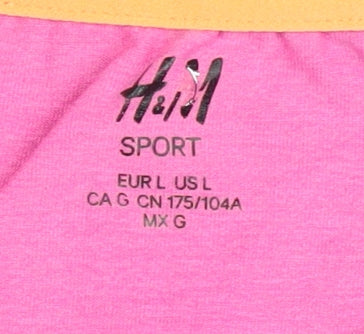 H&M
SPORT
EUR L US L
CA G CN 175/104A
MX G